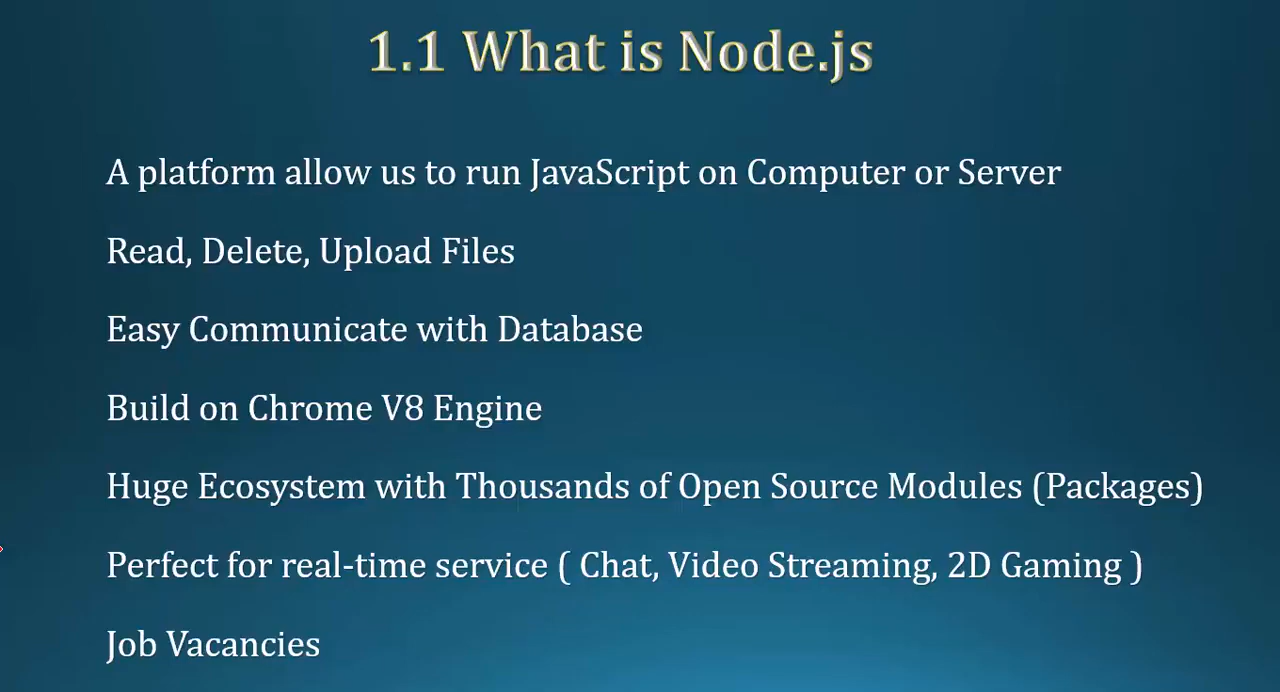 1.1 What is Node.js
A platform allow us to run JavaScript on Computer or Server
Read, Delete, Upload Files
Easy Communicate with Database
Build on Chrome V8 Engine
Huge Ecosystem with Thousands of Open Source Modules (Packages)
Perfect for real-time service ( Chat, Video Streaming, 2D Gaming )
Job Vacancies